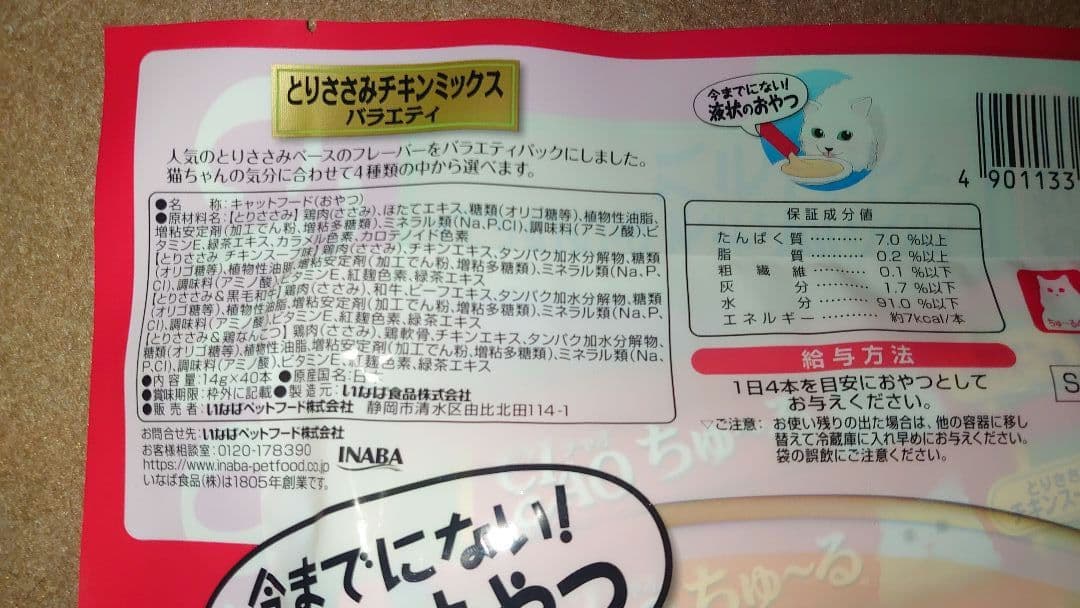 とりささみチキンミックス
バラエティ
人気のとりささみベースのフレーバーをバラエティパックにしました。
猫ちゃんの気分に合わせて4種類の中から選べます。
●名　　称：キャットフード(おやつ)
●原材料名：【とりささみ】鶏肉(ささみ)、ほたてエキス、糖類(オリゴ糖等)、植物性油脂、
増粘安定剤(加工でん粉、増粘多糖類)、ミネラル類(Na、P、Cl)、調味料(アミノ酸)、ビ
タミンE、緑茶エキス、カラメル色素、カロテノイド色素
【とりささみ チキンスープ味】鶏肉(ささみ)、チキンエキス、タンパク加水分解物、糖類
(オリゴ糖等)、植物性油脂、増粘安定剤(加工でん粉、増粘多糖類)、ミネラル類(Na、P、
Cl)、調味料(アミノ酸)、ビタミンE、紅麹色素、緑茶エキス
【とりささみ&黒毛和牛】鶏肉(ささみ)、和牛、ビーフエキス、タンパク加水分解物、糖類
(オリゴ糖等)、植物性油脂、増粘安定剤(加工でん粉、増粘多糖類)、ミネラル類(Na、P、
Cl)、調味料(アミノ酸)、ビタミンE、紅麹色素、緑茶エキス
【とりささみ&鶏なんこつ】鶏肉(ささみ)、鶏軟骨、チキンエキス、タンパク加水分解物、
糖類(オリゴ糖等)、植物性油脂、増粘安定剤(加工でん粉、増粘多糖類)、ミネラル類(Na、
P、Cl)、調味料(アミノ酸)、ビタミンE、紅麹色素、緑茶エキス
●内 容 量：14g×40本 ●原産国名：日
●賞味期限：枠外に記載 ●製造元：いなば食品株式会社
●販 売 者：いなばペットフード株式会社 静岡市清水区由比北田114-1
お問合せ先：いなばペットフード株式会社
お客様相談室：0120-178390
https://www.inaba-petfood.co.jp
いなば食品(株)は1805年創業です。
INABA
今までにない!
液状のおやつ
4 901133
保証成分値
たんぱく質 ………… 7.0 %以上
脂　　質 ………… 0.2 %以上
粗 繊 維 ………… 0.1 %以下
灰　　分 ………… 1.7 %以下
水　　分 ………… 91.0 %以下
エネルギー ………… 約7kcal/本
ちゅ〜る
給与方法
1日4本を目安におやつとして
お与えください。
▽ご注意： お使い残りの出た場合は、他の容器に移し
替えて冷蔵庫に入れ早めにお与えください。
袋の誤飲にご注意ください。
S
CIAO ちゅ〜
ちゅ〜る
今までにない!
おやつ